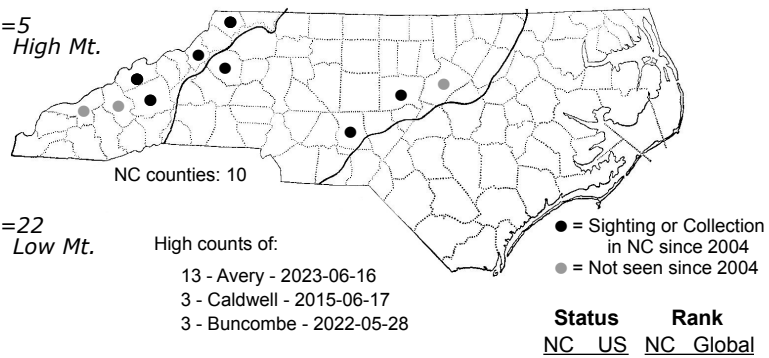 =5
High Mt.
NC counties: 10
=22
Low Mt.
High counts of:
13 - Avery - 2023-06-16
3 - Caldwell - 2015-06-17
3 - Buncombe - 2022-05-28
= Sighting or Collection
in NC since 2004
= Not seen since 2004
Status Rank
NC US NC Global